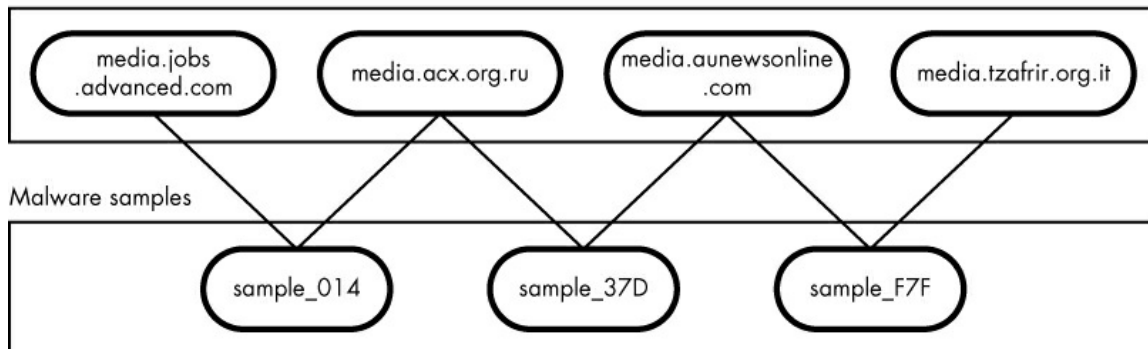 media.jobs
.advanced.com
media.acx.org.ru
media.aunewsonline
.com
media.tzafrir.org.it
Malware samples
sample_014
sample_37D
sample_F7F